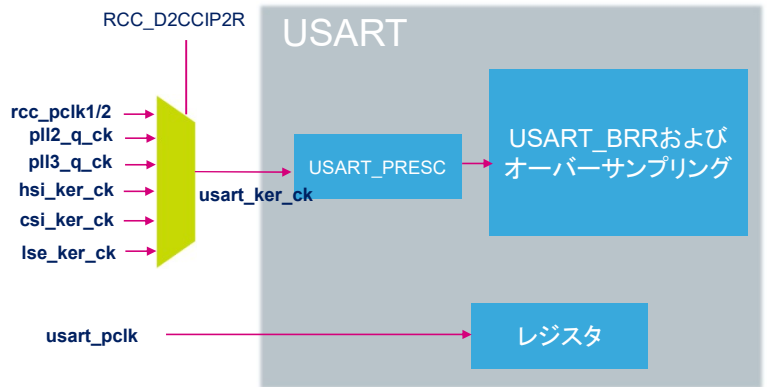 RCC_D2CCIP2R
USART
rcc_pclk1/2
pll2_q_ck
pll3_q_ck
hsi_ker_ck
csi_ker_ck
lse_ker_ck
usart_ker_ck
USART_PRESC
USART_BRRおよび
オーバーサンプリング
usart_pclk
レジスタ